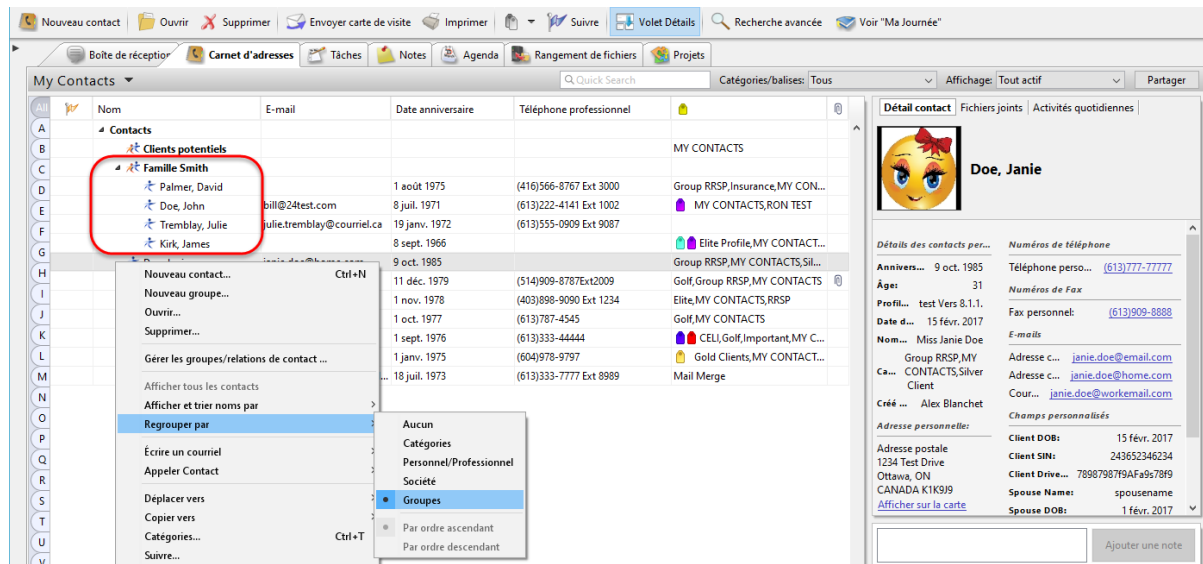 Nouveau contact Ouvrir Supprimer Envoyer carte de visite Imprimer Suivre Volet Détails Recherche avancée Voir "Ma Journée"
Boîte de réception Carnet d'adresses Tâches Notes Agenda Rangement de fichiers Projets
My Contacts Quick Search Catégories/balises: Tous Affichage: Tout actif Partager
All Nom E-mail Date anniversaire Téléphone professionnel
A Contacts
B Clients potentiels MY CONTACTS
C Famille Smith
D Palmer, David 1 août 1975 (416)566-8767 Ext 3000 Group RRSP,Insurance,MY CON...
E Doe, John bill@24test.com 8 juil. 1971 (613)222-4141 Ext 1002 MY CONTACTS,RON TEST
F Tremblay, Julie julie.tremblay@courriel.ca 19 janv. 1972 (613)555-0909 Ext 9087
Kirk, James 8 sept. 1966 Elite Profile,MY CONTACT...
G 9 oct. 1985 Group RRSP,MY CONTACTS,Sil...
H 11 déc. 1979 (514)909-8787Ext2009 Golf,Group RRSP,MY CONTACTS
I 1 nov. 1978 (403)898-9090 Ext 1234 Elite,MY CONTACTS,RRSP
J 1 oct. 1977 (613)787-4545 Golf,MY CONTACTS
K 1 sept. 1976 (613)333-44444 CELI,Golf,Important,MY C...
L 1 janv. 1975 (604)978-9797 Gold Clients,MY CONTACT...
M 18 juil. 1973 (613)333-7777 Ext 8989 Mail Merge
N
O
P
Q
R
S
T
U
V
Nouveau contact... Ctrl+N
Nouveau groupe...
Ouvrir...
Supprimer...
Gérer les groupes/relations de contact ...
Afficher tous les contacts
Afficher et trier noms par
Regrouper par
Écrire un courriel
Appeler Contact
Déplacer vers
Copier vers
Catégories... Ctrl+T
Suivre...
Aucun
Catégories
Personnel/Professionnel
Société
Groupes
Par ordre ascendant
Par ordre descendant
Détail contact Fichiers joints Activités quotidiennes
Doe, Janie
Détails des contacts per...
Annivers... 9 oct. 1985
Âge: 31
Profil... test Vers 8.1.1.
Date d... 15 févr. 2017
Nom... Miss Janie Doe
Group RRSP,MY
Ca... CONTACTS,Silver
Client
Créé ... Alex Blanchet
Adresse personnelle:
Adresse postale
1234 Test Drive
Ottawa, ON
CANADA K1K9J9
Afficher sur la carte
Numéros de téléphone
Téléphone perso... (613)777-77777
Numéros de Fax
Fax personnel: (613)909-8888
E-mails
Adresse c... janie.doe@email.com
Adresse c... janie.doe@home.com
Cour... janie.doe@workemail.com
Champs personnalisés
Client DOB: 15 févr. 2017
Client SIN: 243652346234
Client Drive... 78987987f9AFa9s78f9
Spouse Name: spousename
Spouse DOB: 1 févr. 2017
Ajouter une note